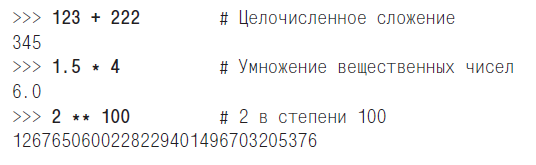 >>> 123 + 222 # Целочисленное сложение
345
>>> 1.5 * 4 # Умножение вещественных чисел
6.0
>>> 2 ** 100 # 2 в степени 100
1267650600228229401496703205376